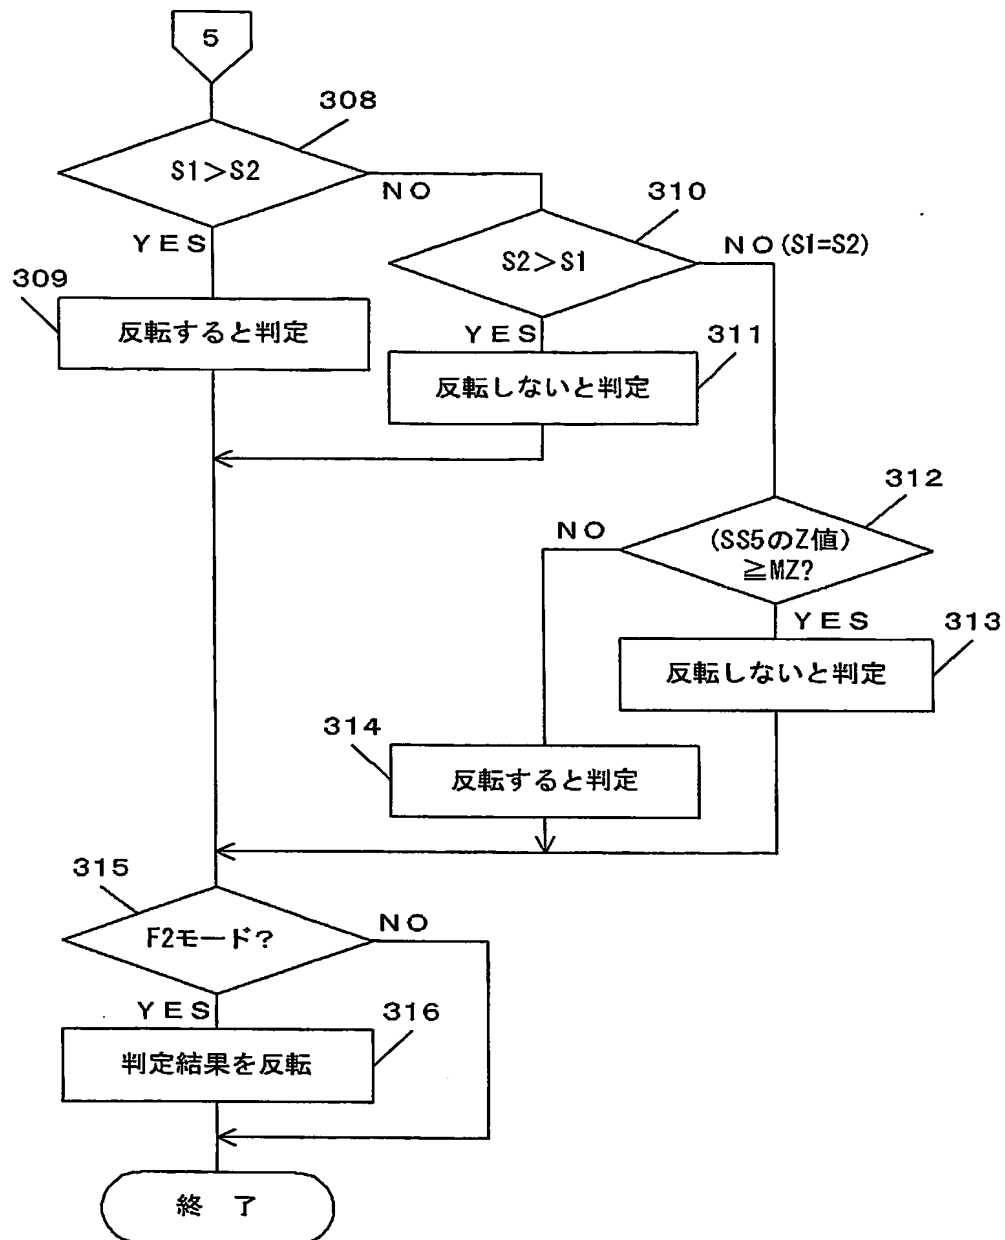 5
308
S1>S2
NO
310
YES
S2>S1
NO(S1=S2)
309
反転すると判定
YES
311
反転しないと判定
312
NO
(SS5のZ値)
≧MZ?
YES
313
反転しないと判定
314
反転すると判定
315
F2モード?
NO
YES
316
判定結果を反転
終 了